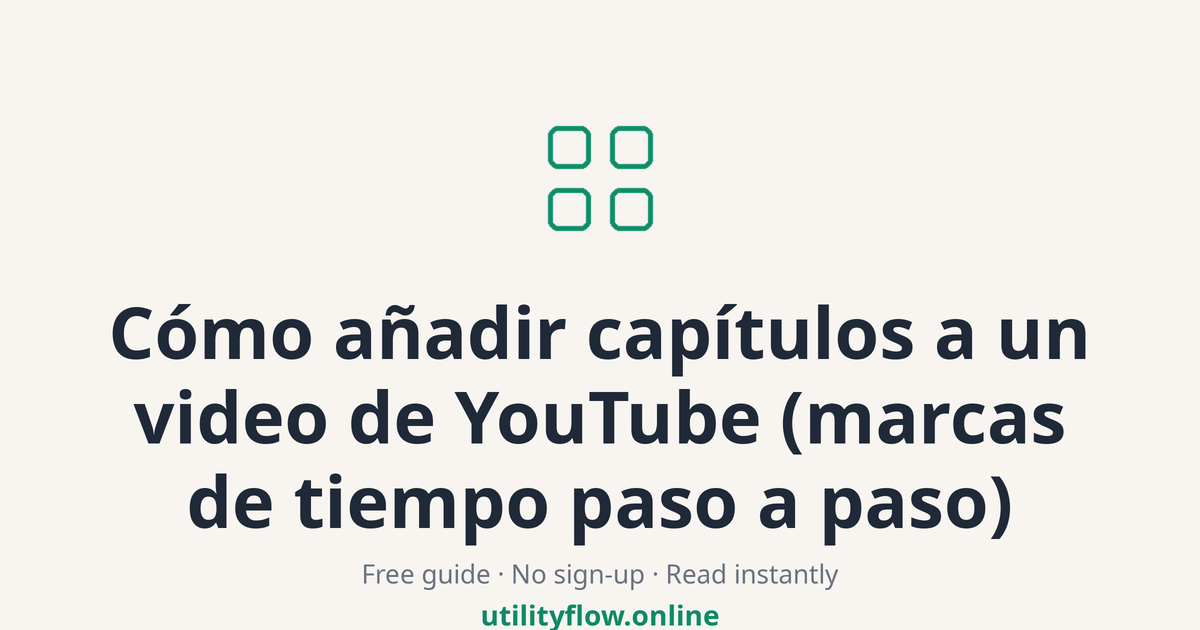 Cómo añadir capítulos a un
video de YouTube (marcas
de tiempo paso a paso)
Free guide · No sign-up · Read instantly
utilityflow.online